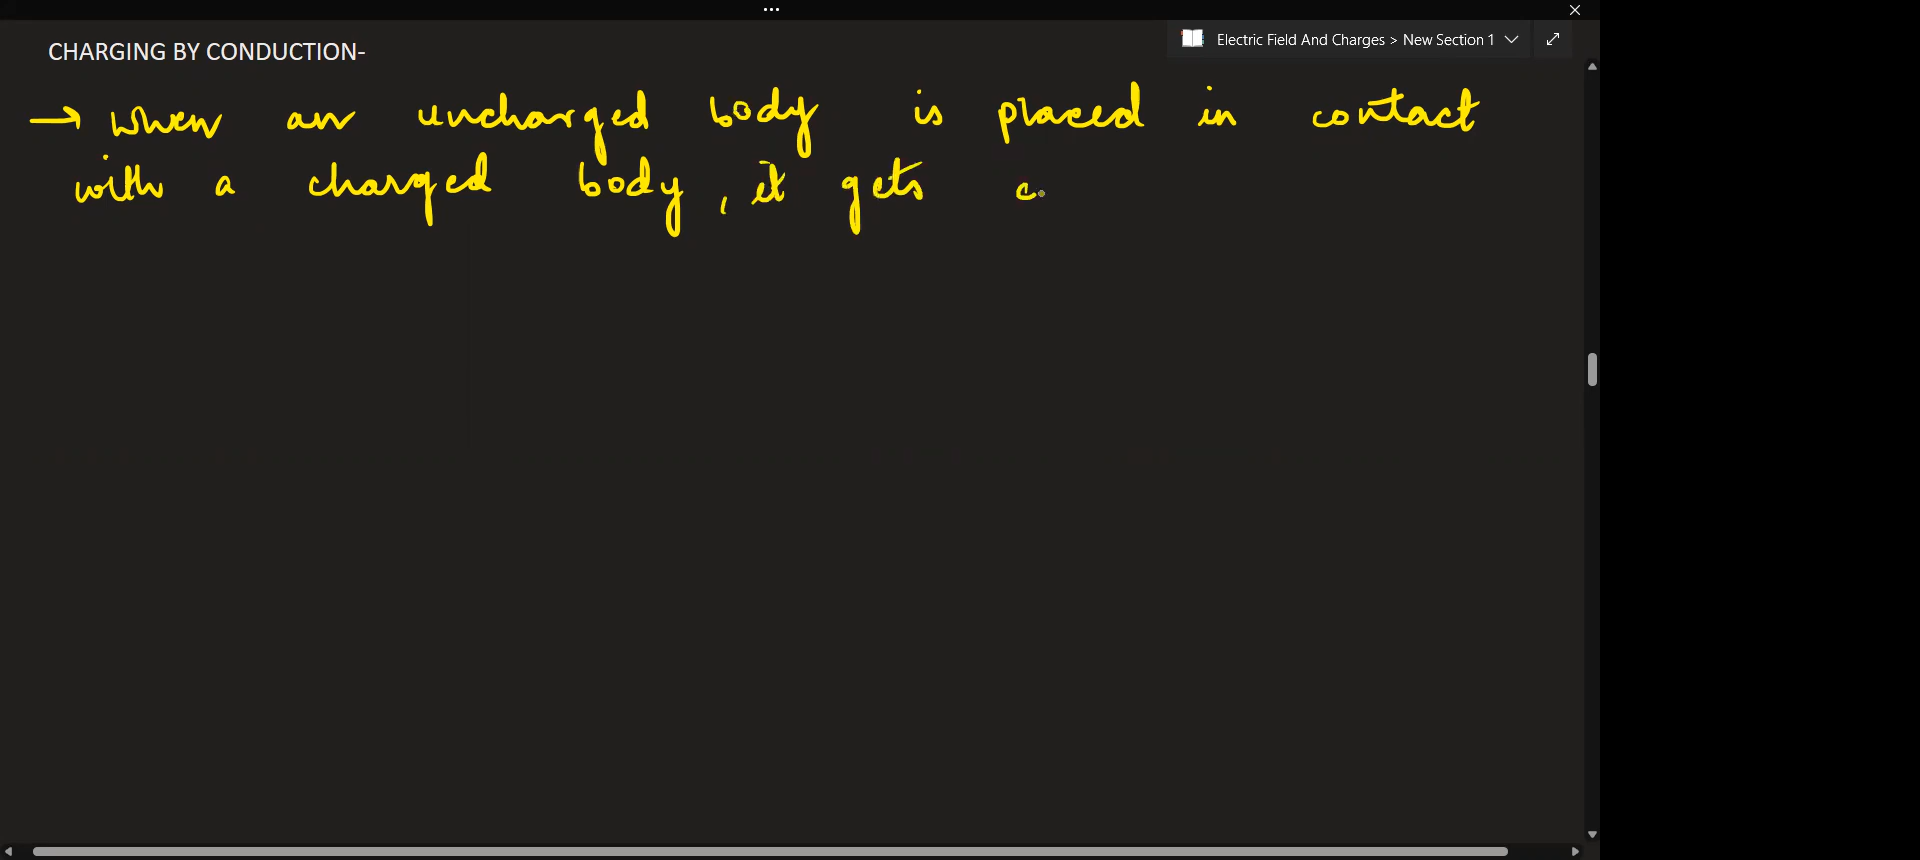 CHARGING BY CONDUCTION-
Electric Field And Charges > New Section 1
→ when an uncharged body is placed in contact
with a charged body, it gets c